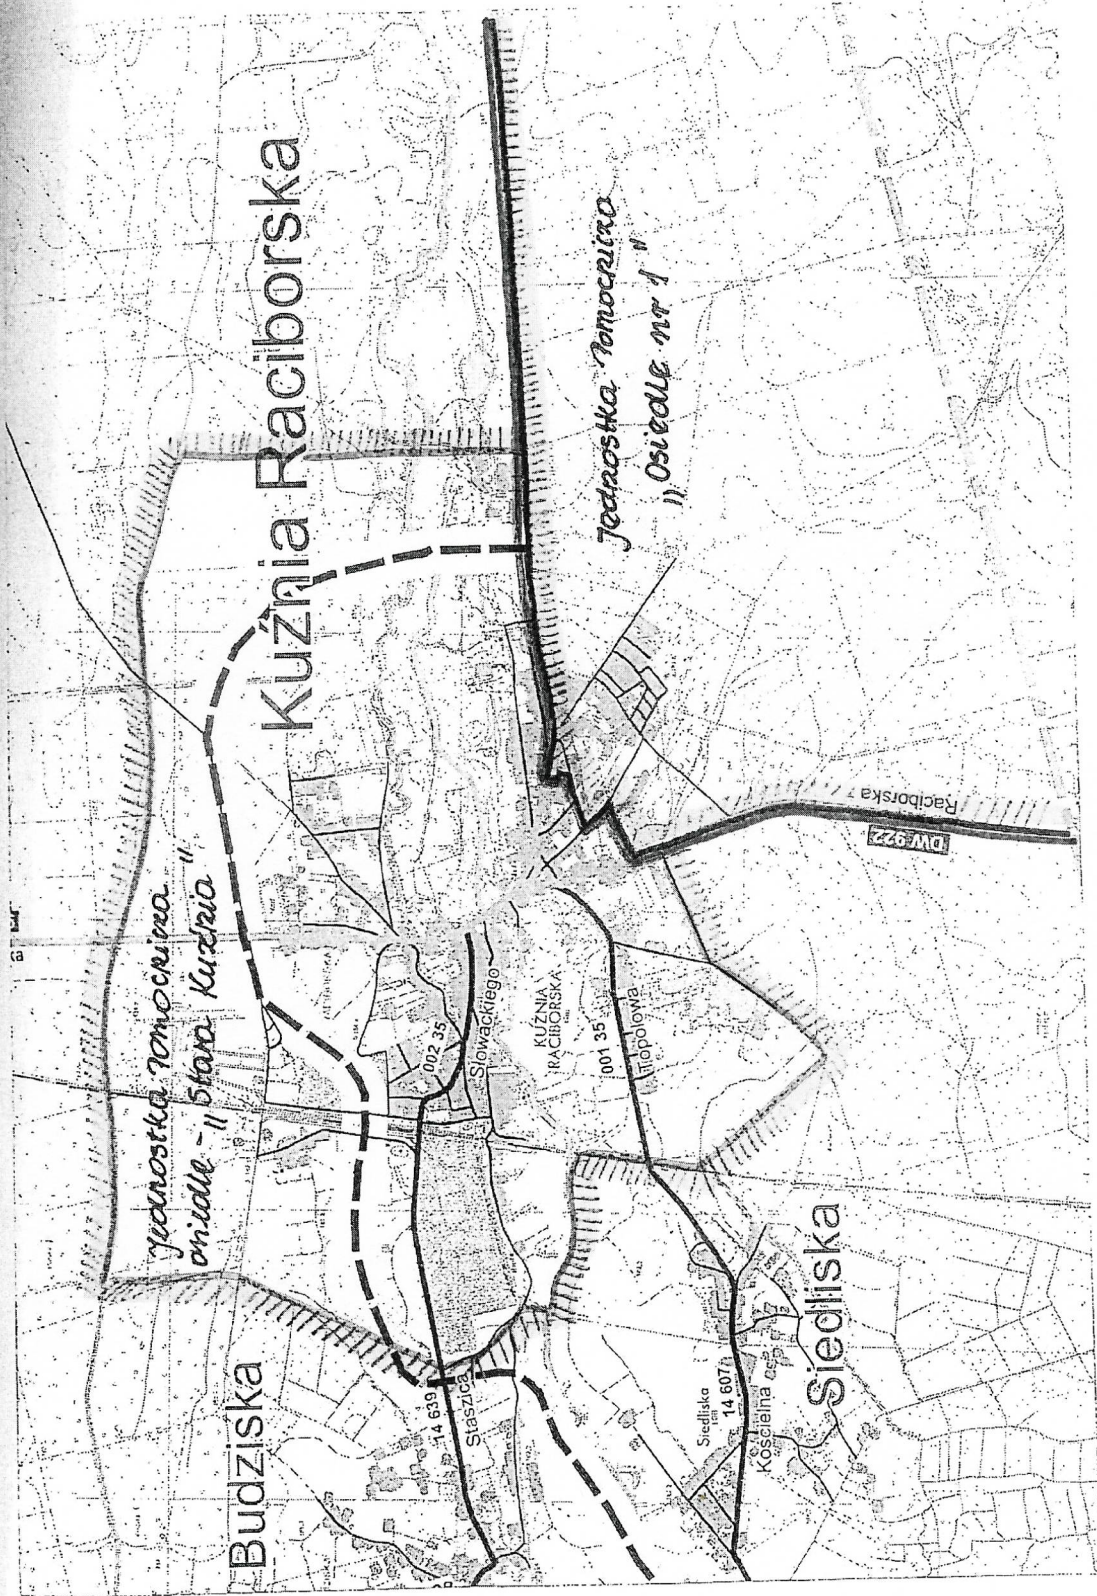 Kuźnia Raciborska
Jednostka Pomocnicza
„Osiedle nr 1"
Jednostka Pomocnicza
osiedle - „Stara Kuźnia"
Raciborska
DW 922
KUŹNIA
RACIBORSKA
002 35
Słowackiego
001 35
Topolowa
Budziska
14 639
Staszica
Siedliska
14 607
Kościelna
Siedliska